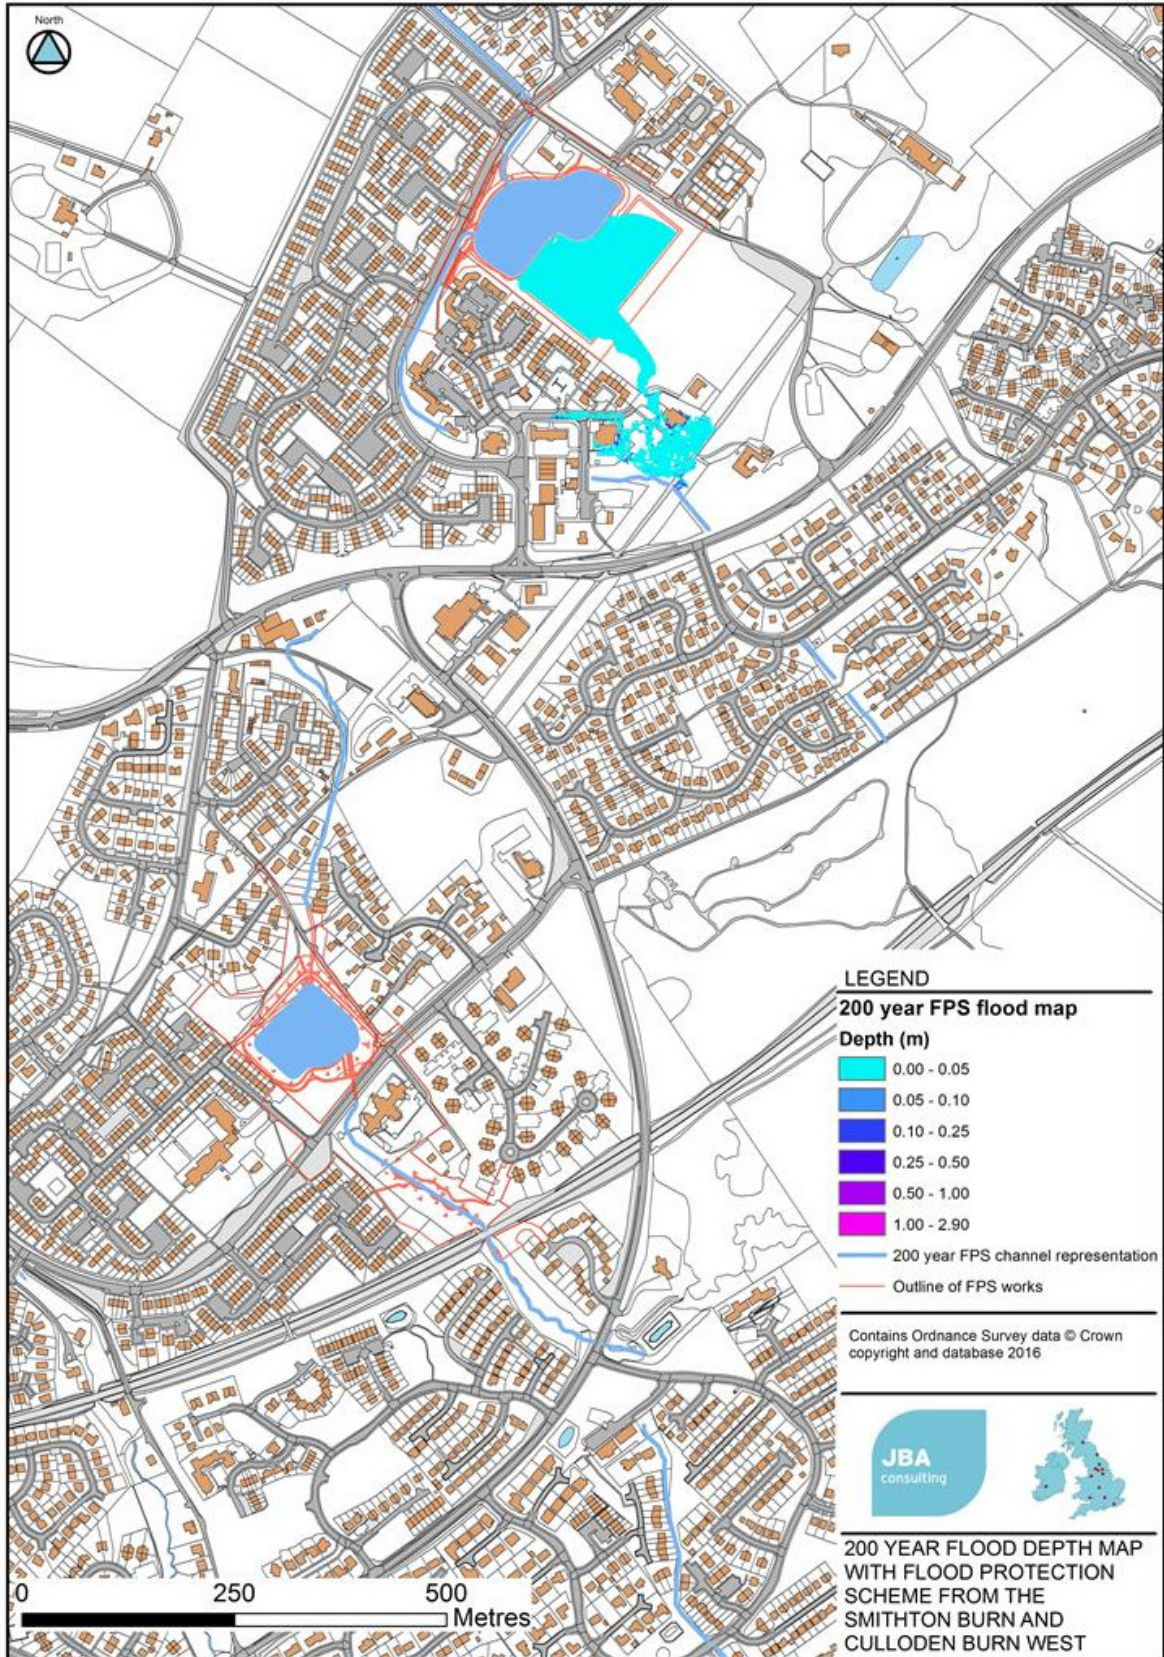 North
LEGEND
200 year FPS flood map
Depth (m)
0.00 - 0.05
0.05 - 0.10
0.10 - 0.25
0.25 - 0.50
0.50 - 1.00
1.00 - 2.90
200 year FPS channel representation
Outline of FPS works
Contains Ordnance Survey data © Crown
copyright and database 2016
JBA
consulting
200 YEAR FLOOD DEPTH MAP
WITH FLOOD PROTECTION
SCHEME FROM THE
SMITHTON BURN AND
CULLODEN BURN WEST
0 250 500
Metres